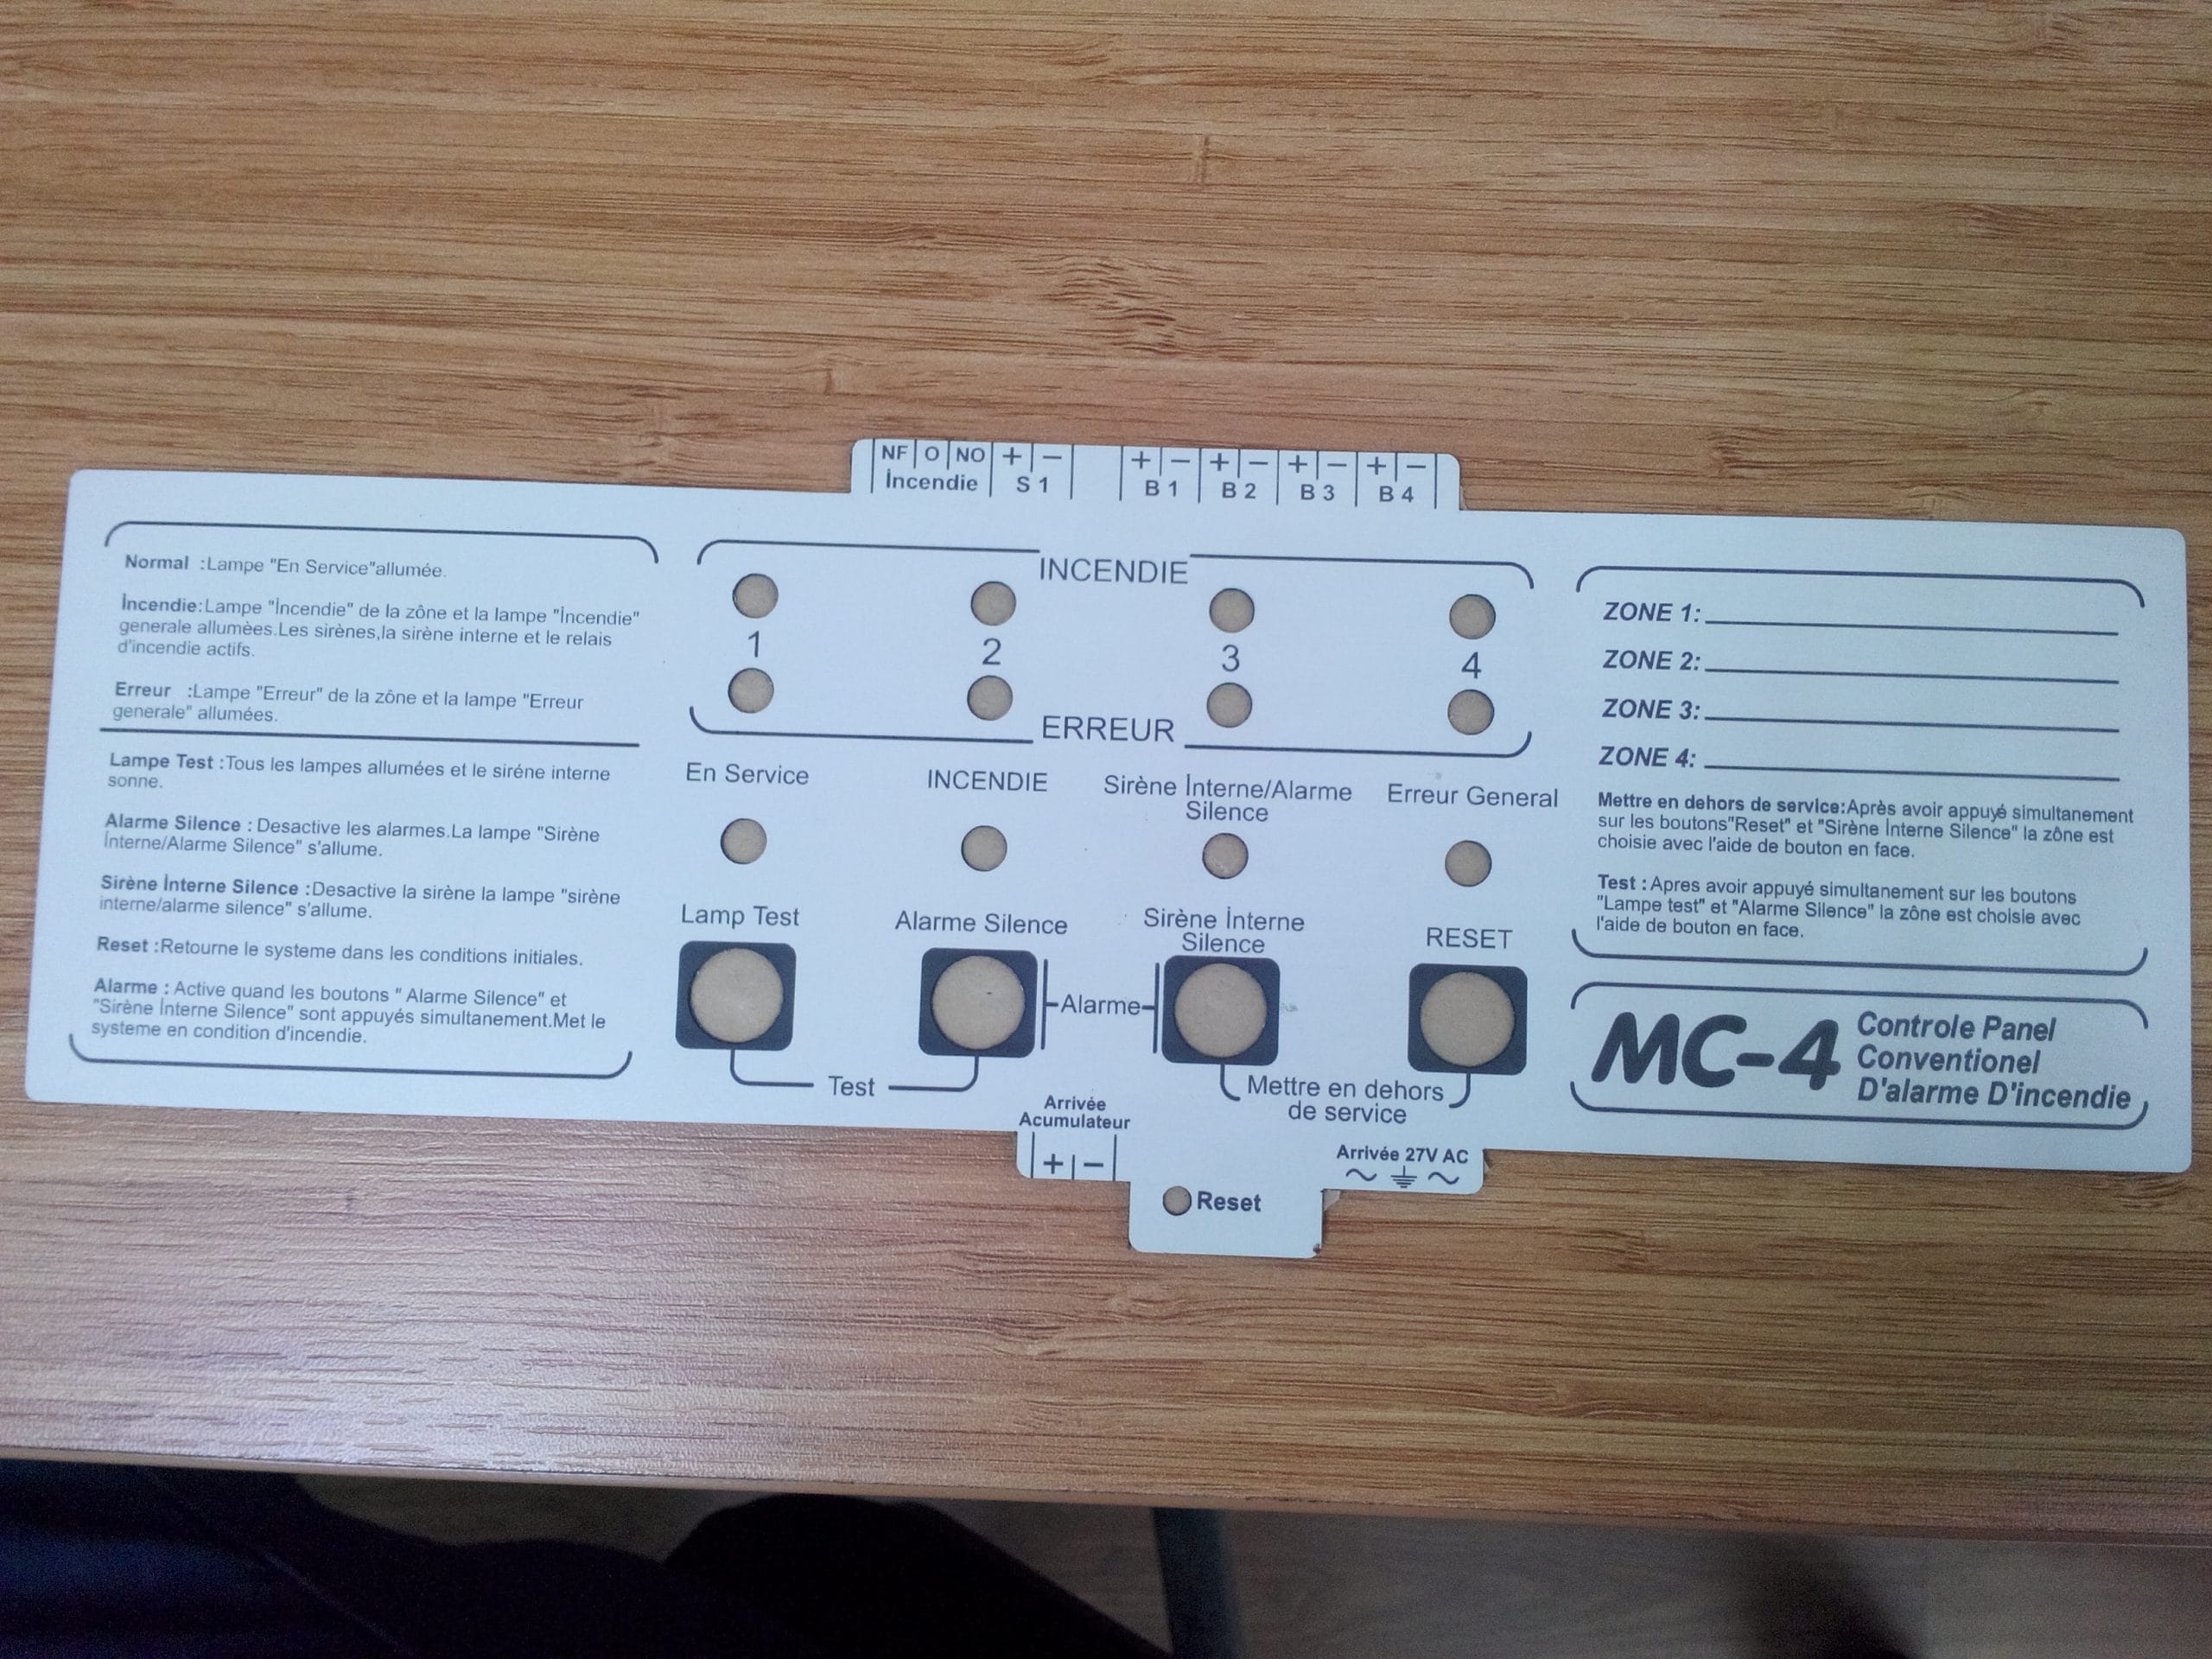 NF O NO + − + − + − + − + −
İncendie S 1 B 1 B 2 B 3 B 4
Normal :Lampe "En Service"allumée.
İncendie:Lampe "İncendie" de la zône et la lampe "İncendie"
generale allumèes.Les sirènes,la sirène interne et le relais
d'incendie actifs.
Erreur :Lampe "Erreur" de la zône et la lampe "Erreur
generale" allumées.
Lampe Test :Tous les lampes allumées et le siréne interne
sonne.
Alarme Silence : Desactive les alarmes.La lampe "Sirène
İnterne/Alarme Silence" s'allume.
Sirène İnterne Silence :Desactive la sirène la lampe "sirène
interne/alarme silence" s'allume.
Reset :Retourne le systeme dans les conditions initiales.
Alarme : Active quand les boutons " Alarme Silence" et
"Sirène İnterne Silence" sont appuyés simultanement.Met le
systeme en condition d'incendie.
INCENDIE
1 2 3 4
ERREUR
En Service
INCENDIE
Sirène İnterne/Alarme
Silence
Erreur General
Lamp Test
Alarme Silence
Sirène İnterne
Silence
RESET
Alarme
Test
Mettre en dehors
de service
Arrivée
Acumulateur
+ −
Reset
Arrivée 27V AC
ZONE 1:
ZONE 2:
ZONE 3:
ZONE 4:
Mettre en dehors de service:Après avoir appuyé simultanement
sur les boutons"Reset" et "Sirène İnterne Silence" la zône est
choisie avec l'aide de bouton en face.
Test : Apres avoir appuyé simultanement sur les boutons
"Lampe test" et "Alarme Silence" la zône est choisie avec
l'aide de bouton en face.
MC-4
Controle Panel
Conventionel
D'alarme D'incendie